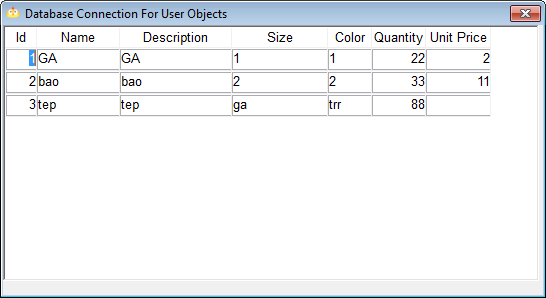 Database Connection For User Objects
Id Name Description Size Color Quantity Unit Price
1 GA GA 1 1 22 2
2 bao bao 2 2 33 11
3 tep tep ga trr 88